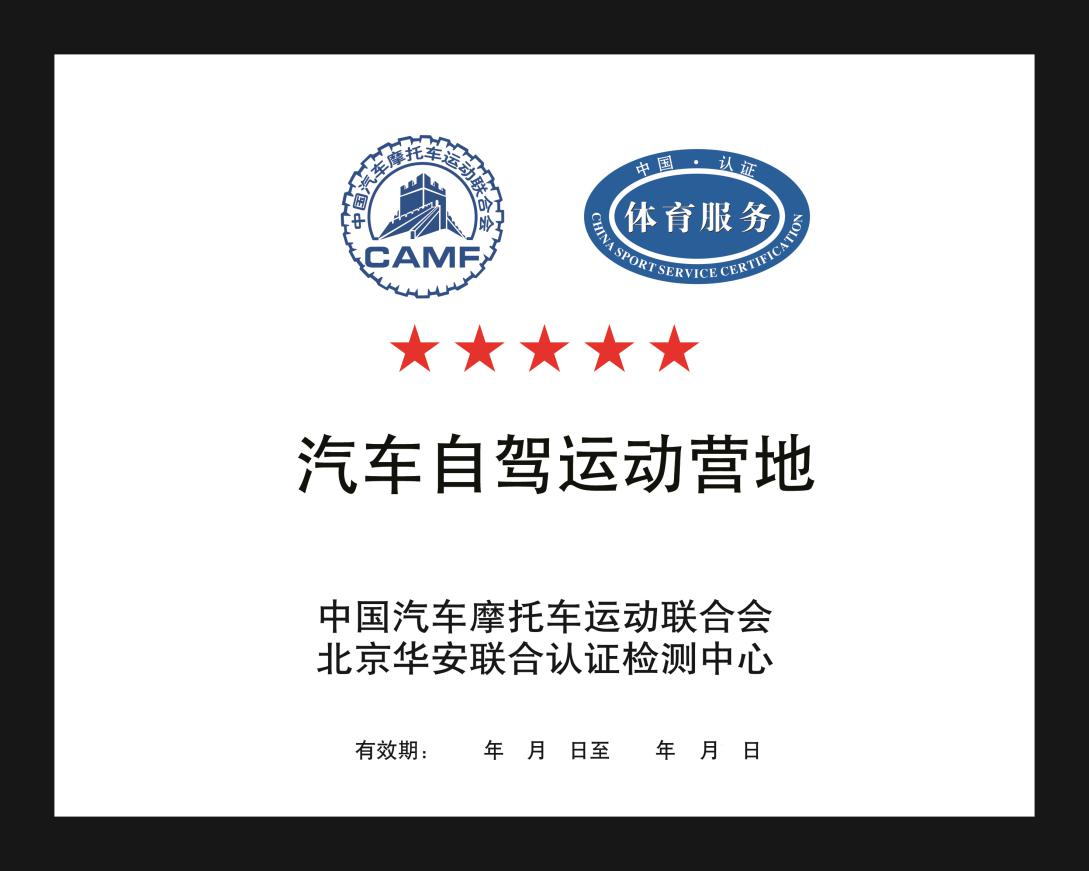 中国汽车摩托车运动联合会
CAMF
中国·认证
体育服务
CHINA SPORT SERVICE CERTIFICATION
汽车自驾运动营地
中国汽车摩托车运动联合会
北京华安联合认证检测中心
有效期： 年 月 日至 年 月 日